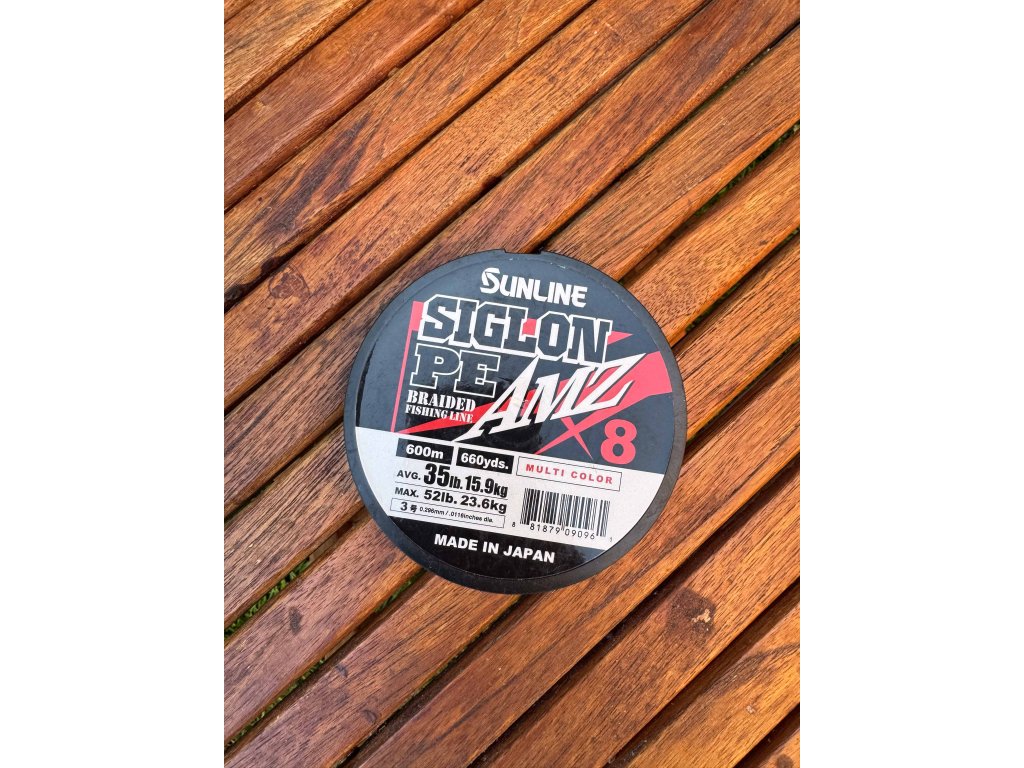 SUNLINE
SIGLON
PE AMZ
BRAIDED
FISHING LINE
X8
600m 660yds.
MULTI COLOR
AVG. 35lb. 15.9kg
MAX. 52lb. 23.6kg
3号 0.296mm / .0116inches dia.
8 81879 09096 5
MADE IN JAPAN